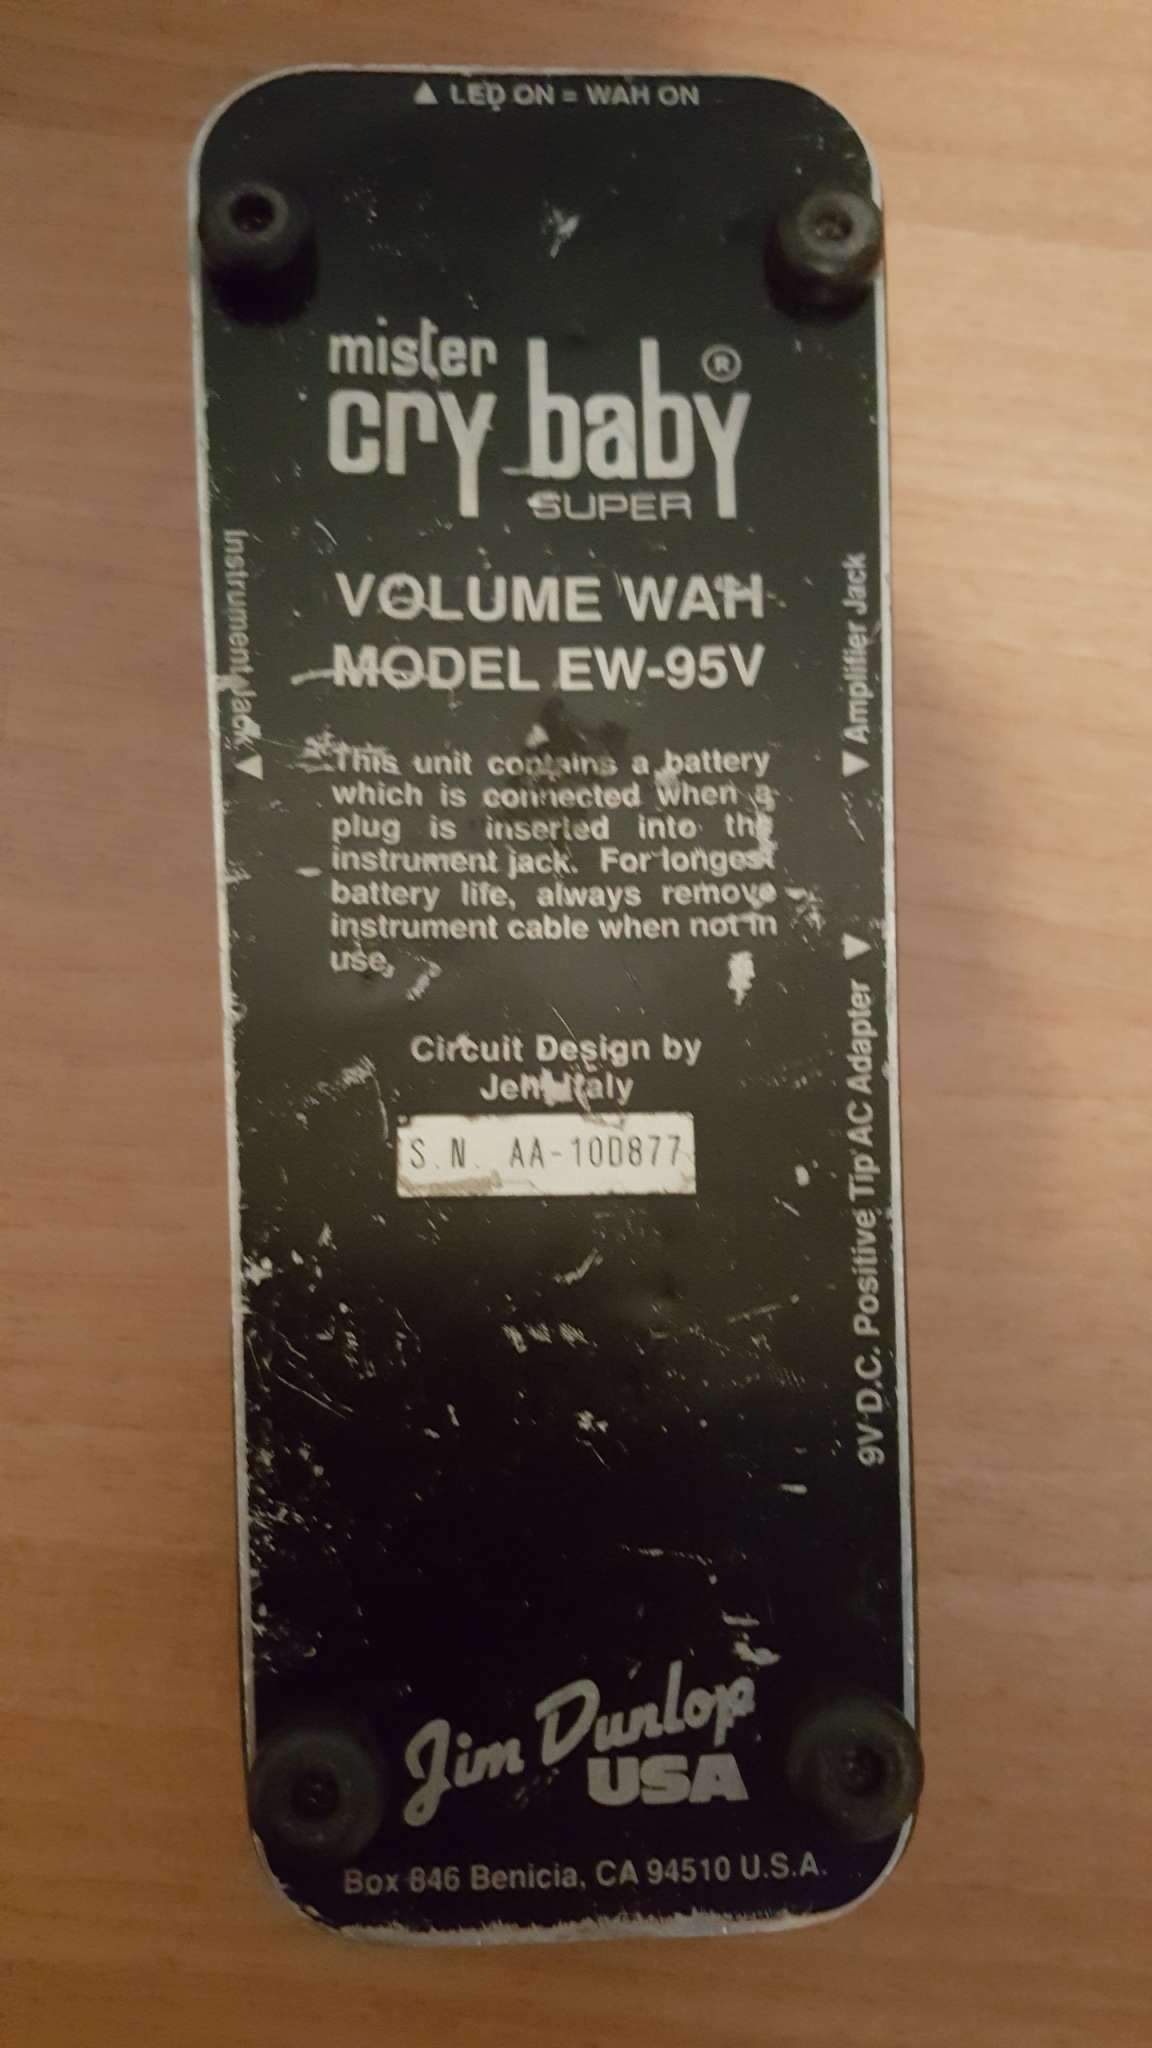 ▲ LED ON = WAH ON
mister
cry baby ®
SUPER
VOLUME WAH
MODEL EW-95V
This unit contains a battery
which is connected when a
plug is inserted into the
instrument jack. For longest
battery life, always remove
instrument cable when not in
use.
Circuit Design by
Jen Italy
S.N. AA-10D877
Instrument Jack ▼
▼ Amplifier Jack
9V D.C. Positive Tip AC Adapter ▼
Jim Dunlop
USA
Box 846 Benicia, CA 94510 U.S.A.